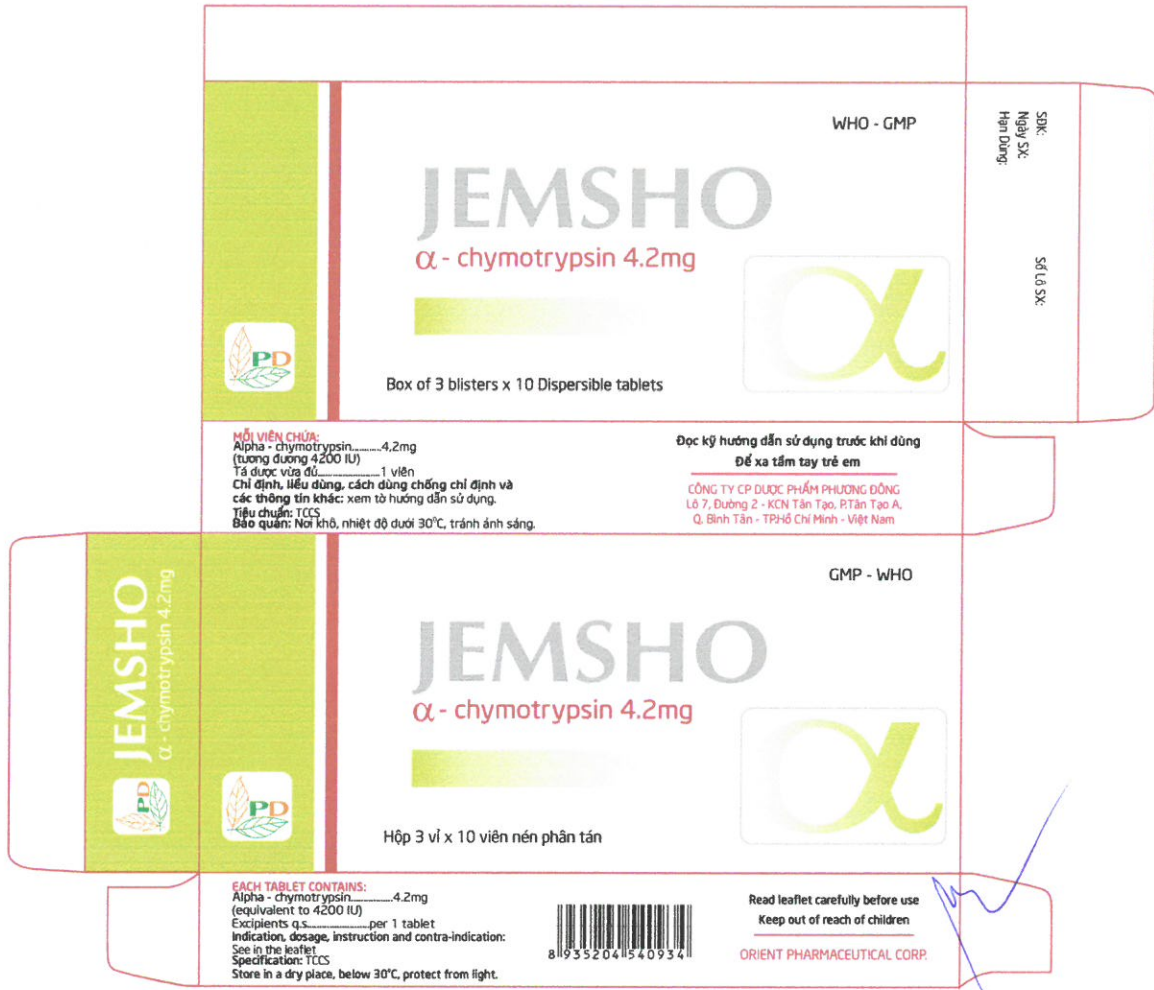 WHO - GMP
JEMSHO
α - chymotrypsin 4.2mg
PD
Box of 3 blisters x 10 Dispersible tablets
SĐK:
Ngày SX:
Hạn Dùng:
Số Lô SX:
MỖI VIÊN CHỨA:
Alpha - chymotrypsin...........4,2mg
(tương đương 4200 IU)
Tá dược vừa đủ........................1 viên
Chỉ định, liều dùng, cách dùng chống chỉ định và
các thông tin khác: xem tờ hướng dẫn sử dụng.
Tiêu chuẩn: TCCS
Bảo quản: Nơi khô, nhiệt độ dưới 30°C, tránh ánh sáng.
Đọc kỹ hướng dẫn sử dụng trước khi dùng
Để xa tầm tay trẻ em
CÔNG TY CP DƯỢC PHẨM PHƯƠNG ĐÔNG
Lô 7, Đường 2 - KCN Tân Tạo, P.Tân Tạo A,
Q. Bình Tân - TP.Hồ Chí Minh - Việt Nam
JEMSHO
α - chymotrypsin 4.2mg
PD
GMP - WHO
JEMSHO
α - chymotrypsin 4.2mg
PD
Hộp 3 vỉ x 10 viên nén phân tán
EACH TABLET CONTAINS:
Alpha - chymotrypsin................4.2mg
(equivalent to 4200 IU)
Excipients q.s........................per 1 tablet
Indication, dosage, instruction and contra-indication:
See in the leaflet
Specification: TCCS
Store in a dry place, below 30°C, protect from light.
8 935204 540934
Read leaflet carefully before use
Keep out of reach of children
ORIENT PHARMACEUTICAL CORP.